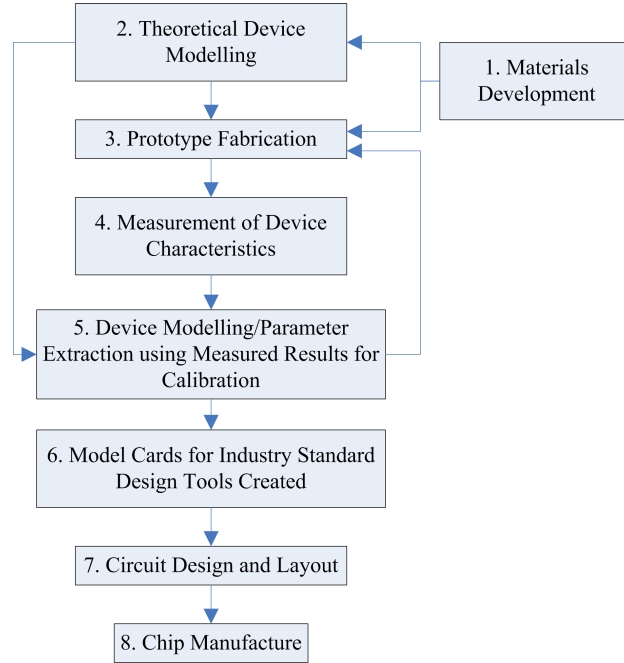 2. Theoretical Device
Modelling
1. Materials
Development
3. Prototype Fabrication
4. Measurement of Device
Characteristics
5. Device Modelling/Parameter
Extraction using Measured Results for
Calibration
6. Model Cards for Industry Standard
Design Tools Created
7. Circuit Design and Layout
8. Chip Manufacture